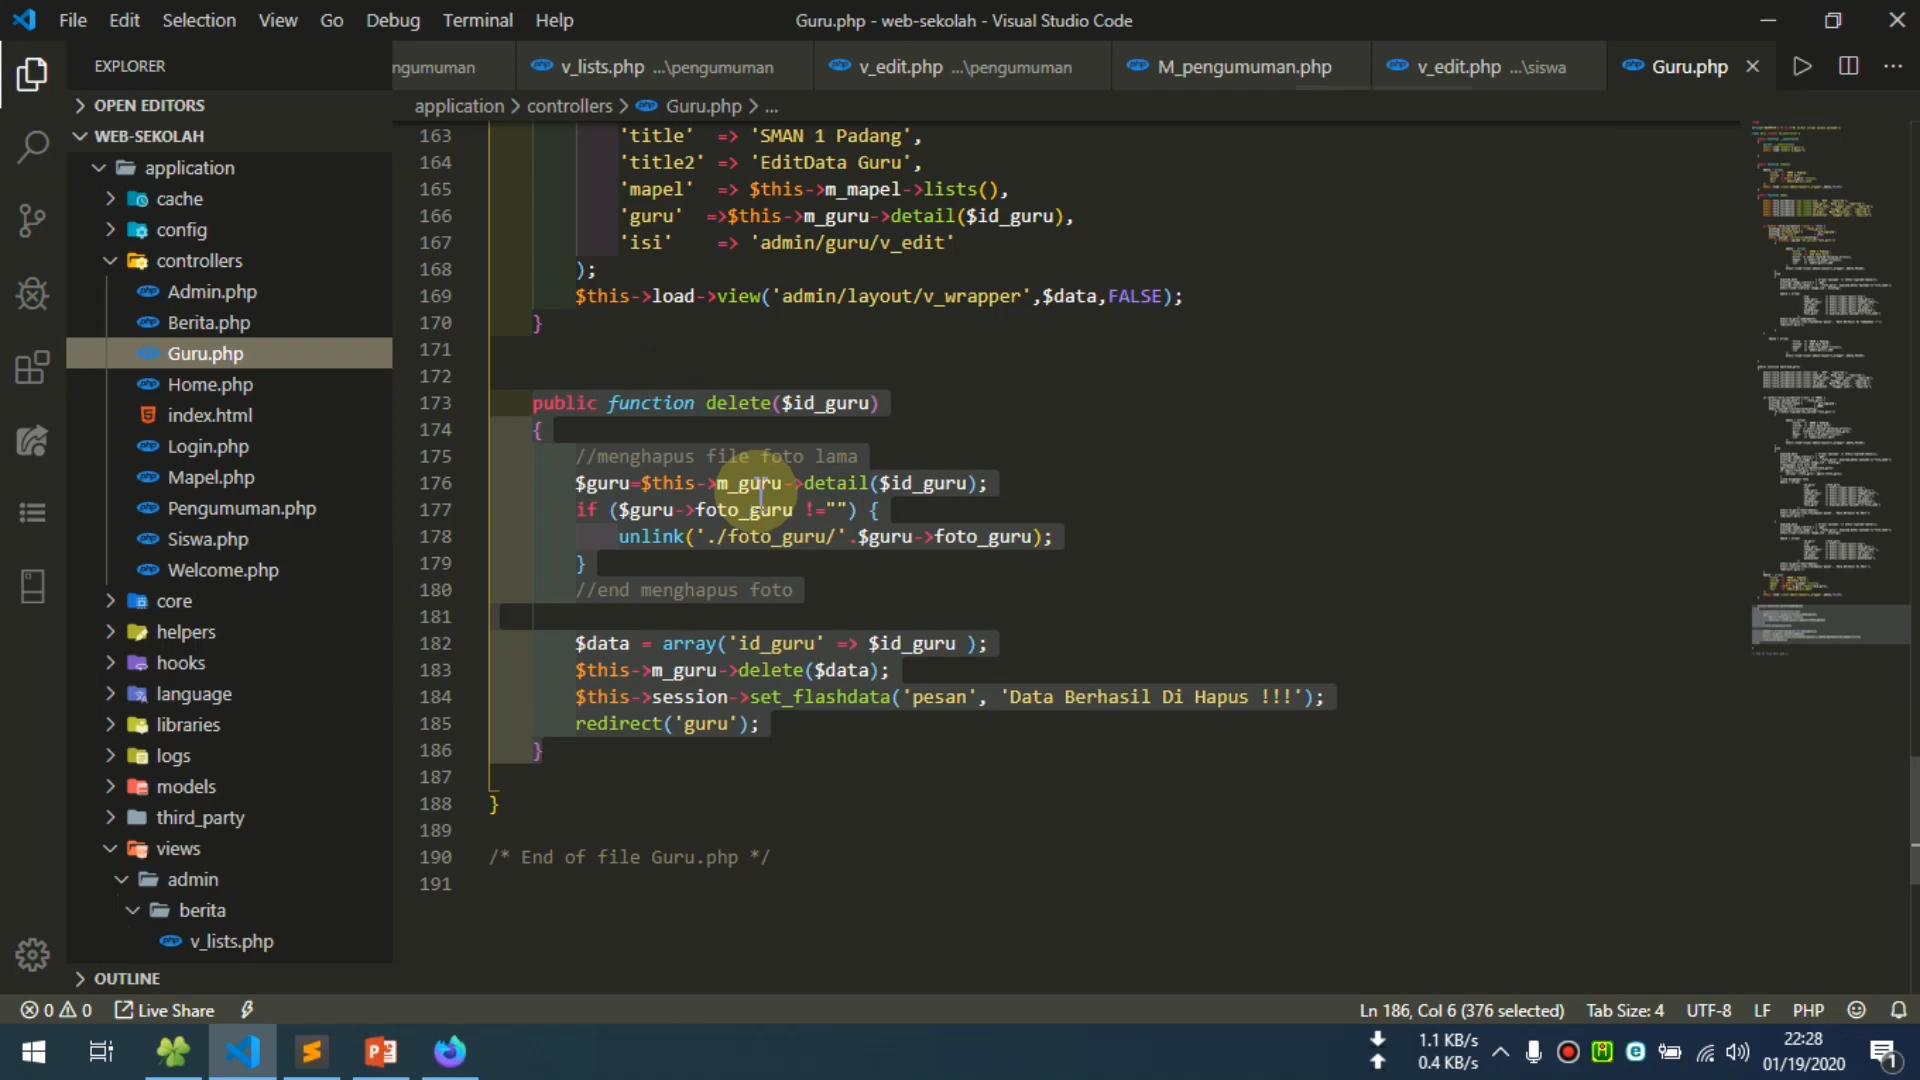 File Edit Selection View Go Debug Terminal Help
Guru.php - web-sekolah - Visual Studio Code
EXPLORER
ngumuman
v_lists.php ...\pengumuman
v_edit.php ...\pengumuman
M_pengumuman.php
v_edit.php ...\siswa
Guru.php
OPEN EDITORS
WEB-SEKOLAH
application
cache
config
controllers
Admin.php
Berita.php
Guru.php
Home.php
index.html
Login.php
Mapel.php
Pengumuman.php
Siswa.php
Welcome.php
core
helpers
hooks
language
libraries
logs
models
third_party
views
admin
berita
v_lists.php
OUTLINE
application > controllers > Guru.php > ...
163 'title' => 'SMAN 1 Padang',
164 'title2' => 'EditData Guru',
165 'mapel' => $this->m_mapel->lists(),
166 'guru' =>$this->m_guru->detail($id_guru),
167 'isi' => 'admin/guru/v_edit'
168 );
169 $this->load->view('admin/layout/v_wrapper',$data,FALSE);
170 }
171
172
173 public function delete($id_guru)
174 {
175 //menghapus file foto lama
176 $guru=$this->m_guru->detail($id_guru);
177 if ($guru->foto_guru !="") {
178 unlink('./foto_guru/'.$guru->foto_guru);
179 }
180 //end menghapus foto
181
182 $data = array('id_guru' => $id_guru );
183 $this->m_guru->delete($data);
184 $this->session->set_flashdata('pesan', 'Data Berhasil Di Hapus !!!');
185 redirect('guru');
186 }
187
188 }
189
190 /* End of file Guru.php */
191
0 0 Live Share
Ln 186, Col 6 (376 selected) Tab Size: 4 UTF-8 LF PHP
1.1 KB/s
0.4 KB/s
22:28
01/19/2020
1